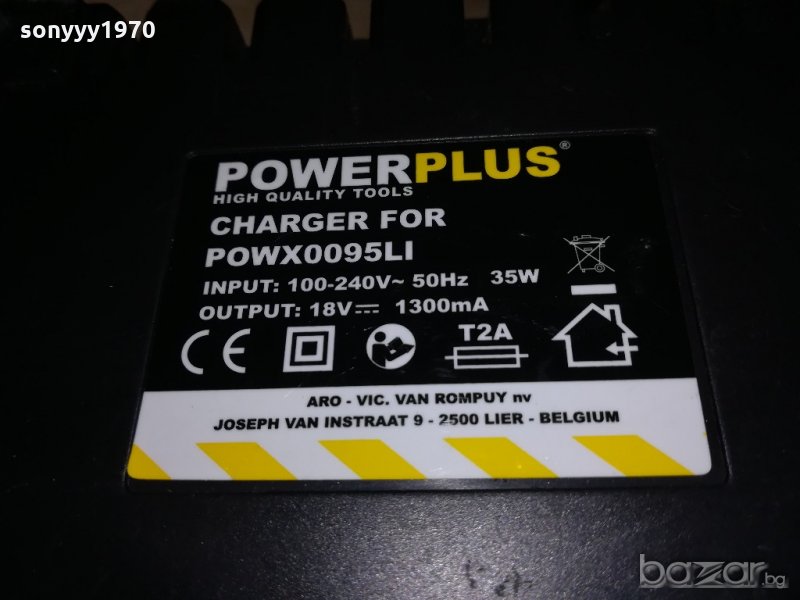 sonyyy1970
POWERPLUS®
HIGH QUALITY TOOLS
CHARGER FOR
POWX0095LI
INPUT: 100-240V~ 50Hz 35W
OUTPUT: 18V⎓ 1300mA
CE
T2A
ARO - VIC. VAN ROMPUY nv
JOSEPH VAN INSTRAAT 9 - 2500 LIER - BELGIUM
bazar.bg